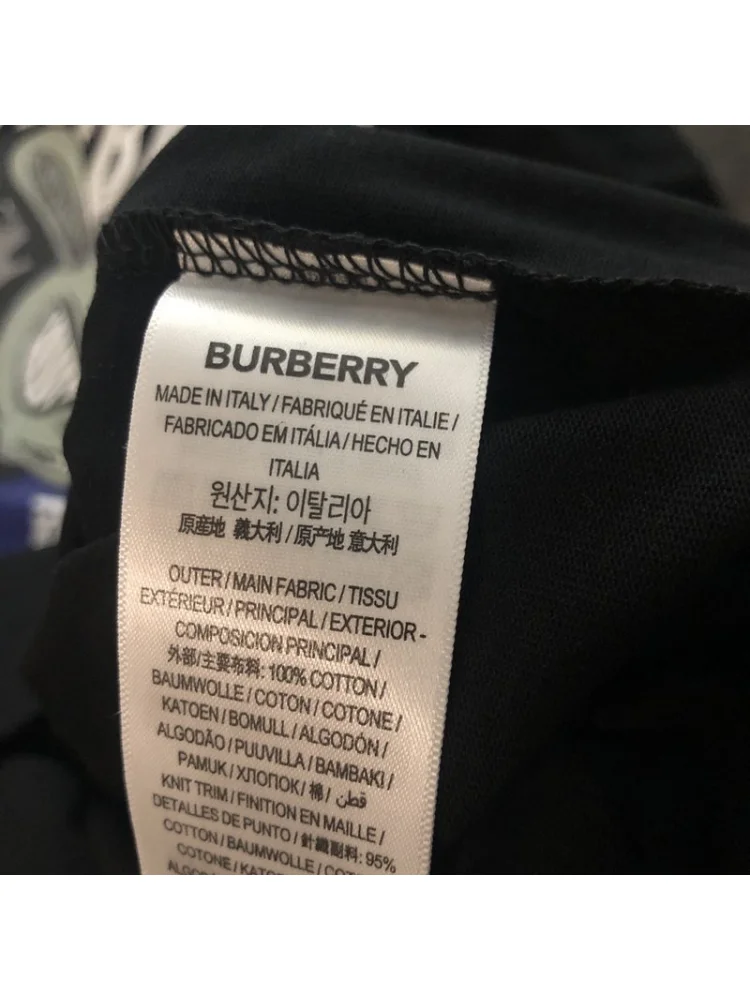 BURBERRY
MADE IN ITALY / FABRIQUÉ EN ITALIE /
FABRICADO EM ITÁLIA / HECHO EN
ITALIA
원산지: 이탈리아
原産地 義大利 / 原产地 意大利
OUTER / MAIN FABRIC / TISSU
EXTÉRIEUR / PRINCIPAL / EXTERIOR -
COMPOSICION PRINCIPAL /
外部/主要布料: 100% COTTON /
BAUMWOLLE / COTON / COTONE /
KATOEN / BOMULL / ALGODÓN /
ALGODÃO / PUUVILLA / BAMBAKI /
PAMUK / ХЛОПОК / 棉 / قطن
KNIT TRIM / FINITION EN MAILLE /
DETALLES DE PUNTO / 針織副料: 95%
COTTON / BAUMWOLLE / COTON /
COTONE / KATOEN